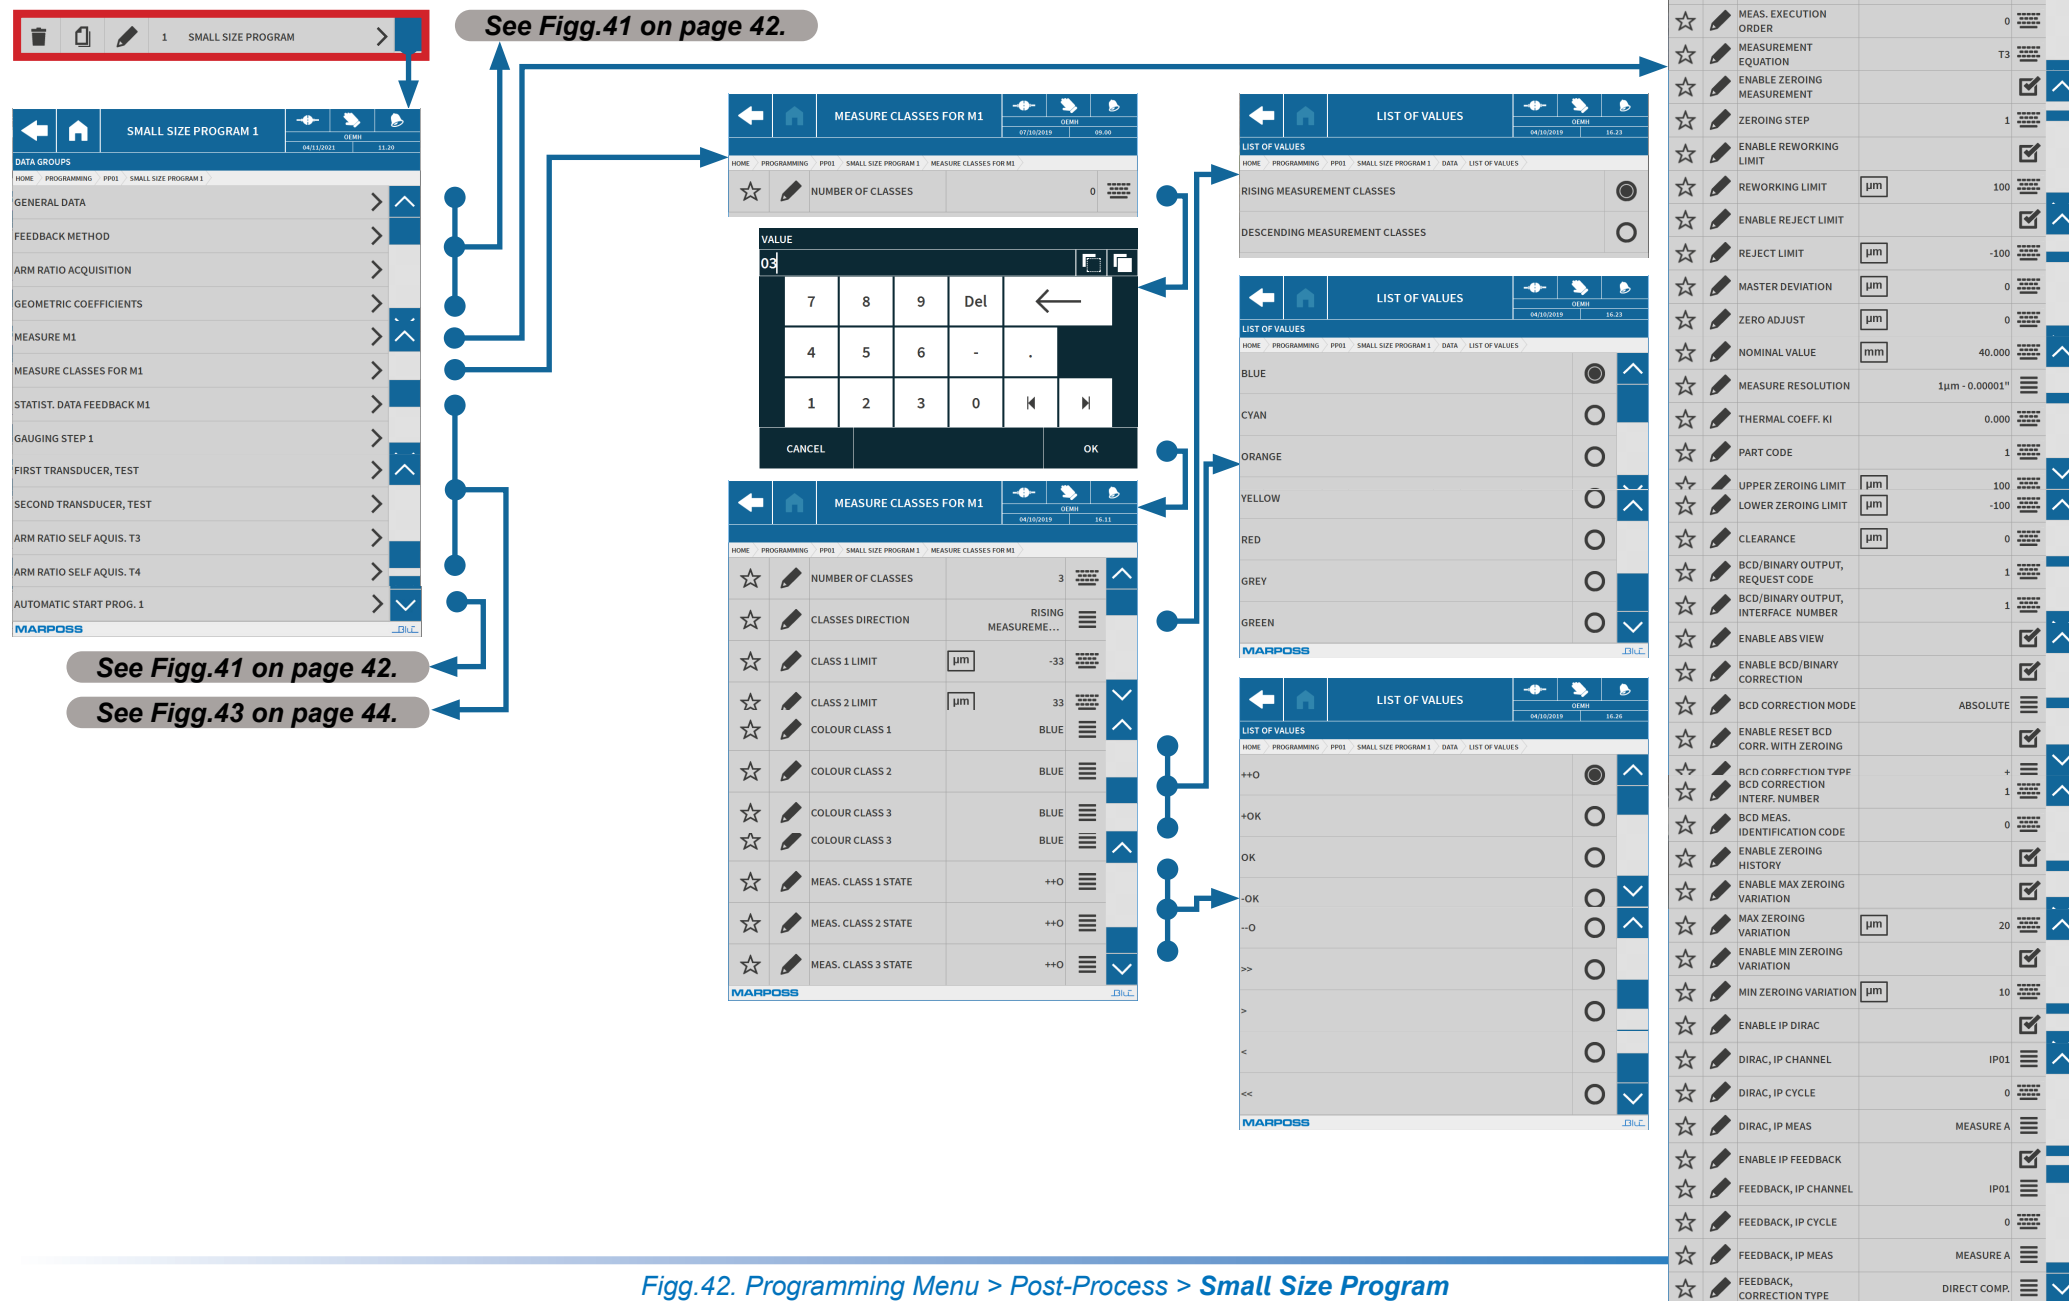 1 SMALL SIZE PROGRAM
See Figg.41 on page 42.
SMALL SIZE PROGRAM 1
OEMH
04/11/2021 11.20
DATA GROUPS
HOME PROGRAMMING PP01 SMALL SIZE PROGRAM 1
GENERAL DATA
FEEDBACK METHOD
ARM RATIO ACQUISITION
GEOMETRIC COEFFICIENTS
MEASURE M1
MEASURE CLASSES FOR M1
STATIST. DATA FEEDBACK M1
GAUGING STEP 1
FIRST TRANSDUCER, TEST
SECOND TRANSDUCER, TEST
ARM RATIO SELF AQUIS. T3
ARM RATIO SELF AQUIS. T4
AUTOMATIC START PROG. 1
MARPOSS BLÚ
See Figg.41 on page 42.
See Figg.43 on page 44.
MEASURE CLASSES FOR M1
OEMH
07/10/2019 09.00
HOME PROGRAMMING PP01 SMALL SIZE PROGRAM 1 MEASURE CLASSES FOR M1
NUMBER OF CLASSES 0
VALUE
03
7 8 9 Del
4 5 6 - .
1 2 3 0
CANCEL OK
MEASURE CLASSES FOR M1
OEMH
04/10/2019 16.11
HOME PROGRAMMING PP01 SMALL SIZE PROGRAM 1 MEASURE CLASSES FOR M1
NUMBER OF CLASSES 3
CLASSES DIRECTION RISING
MEASUREME...
CLASS 1 LIMIT µm -33
CLASS 2 LIMIT µm 33
COLOUR CLASS 1 BLUE
COLOUR CLASS 2 BLUE
COLOUR CLASS 3 BLUE
COLOUR CLASS 3 BLUE
MEAS. CLASS 1 STATE ++O
MEAS. CLASS 2 STATE ++O
MEAS. CLASS 3 STATE ++O
MARPOSS BLÚ
LIST OF VALUES
OEMH
04/10/2019 16.23
LIST OF VALUES
HOME PROGRAMMING PP01 SMALL SIZE PROGRAM 1 DATA LIST OF VALUES
RISING MEASUREMENT CLASSES
DESCENDING MEASUREMENT CLASSES
LIST OF VALUES
OEMH
04/10/2019 16.23
LIST OF VALUES
HOME PROGRAMMING PP01 SMALL SIZE PROGRAM 1 DATA LIST OF VALUES
BLUE
CYAN
ORANGE
YELLOW
RED
GREY
GREEN
MARPOSS BLÚ
LIST OF VALUES
OEMH
04/10/2019 16.26
LIST OF VALUES
HOME PROGRAMMING PP01 SMALL SIZE PROGRAM 1 DATA LIST OF VALUES
++O
+OK
OK
-OK
--O
>>
>
<
<<
MARPOSS BLÚ
MEAS. EXECUTION
ORDER 0
MEASUREMENT
EQUATION T3
ENABLE ZEROING
MEASUREMENT
ZEROING STEP 1
ENABLE REWORKING
LIMIT
REWORKING LIMIT µm 100
ENABLE REJECT LIMIT
REJECT LIMIT µm -100
MASTER DEVIATION µm 0
ZERO ADJUST µm 0
NOMINAL VALUE mm 40.000
MEASURE RESOLUTION 1µm - 0.00001"
THERMAL COEFF. KI 0.000
PART CODE 1
UPPER ZEROING LIMIT µm 100
LOWER ZEROING LIMIT µm -100
CLEARANCE µm 0
BCD/BINARY OUTPUT,
REQUEST CODE 1
BCD/BINARY OUTPUT,
INTERFACE NUMBER 1
ENABLE ABS VIEW
ENABLE BCD/BINARY
CORRECTION
BCD CORRECTION MODE ABSOLUTE
ENABLE RESET BCD
CORR. WITH ZEROING
BCD CORRECTION TYPE +
BCD CORRECTION
INTERF. NUMBER 1
BCD MEAS.
IDENTIFICATION CODE 0
ENABLE ZEROING
HISTORY
ENABLE MAX ZEROING
VARIATION
MAX ZEROING
VARIATION µm 20
ENABLE MIN ZEROING
VARIATION
MIN ZEROING VARIATION µm 10
ENABLE IP DIRAC
DIRAC, IP CHANNEL IP01
DIRAC, IP CYCLE 0
DIRAC, IP MEAS MEASURE A
ENABLE IP FEEDBACK
FEEDBACK, IP CHANNEL IP01
FEEDBACK, IP CYCLE 0
FEEDBACK, IP MEAS MEASURE A
FEEDBACK,
CORRECTION TYPE DIRECT COMP.
Figg.42. Programming Menu > Post-Process > Small Size Program